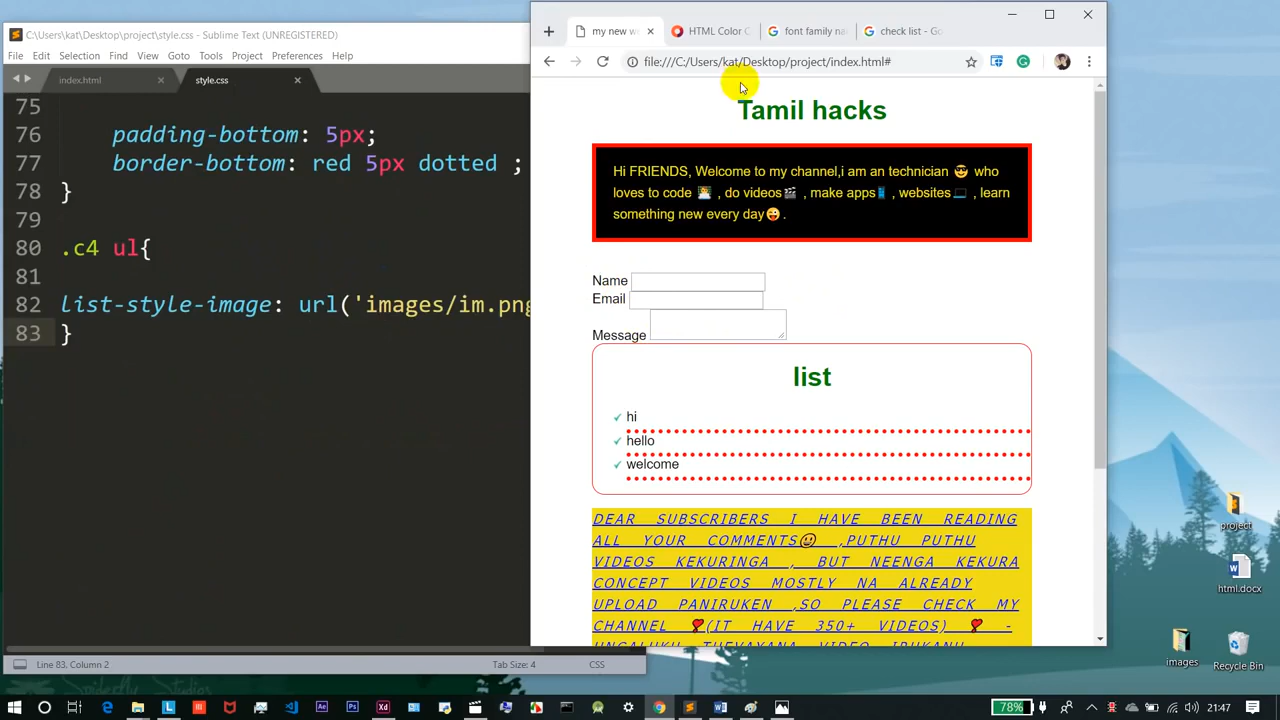 C:\Users\kat\Desktop\project\style.css - Sublime Text (UNREGISTERED)
File Edit Selection Find View Goto Tools Project Preferences Help
index.html
style.css
75
76 padding-bottom: 5px;
77 border-bottom: red 5px dotted ;
78 }
79
80 .c4 ul{
81
82 list-style-image: url('images/im.png
83 }
Line 83, Column 2
Tab Size: 4
CSS
my new w
HTML Color C
font family na
check list - Go
file:///C:/Users/kat/Desktop/project/index.html#
Tamil hacks
Hi FRIENDS, Welcome to my channel,i am an technician 😎 who
loves to code 👨‍💻 , do videos🎬 , make apps📱 , websites💻 , learn
something new every day😜 .
Name
Email
Message
list
hi
hello
welcome
DEAR SUBSCRIBERS I HAVE BEEN READING
ALL YOUR COMMENTS😃 ,PUTHU PUTHU
VIDEOS KEKURINGA , BUT NEENGA KEKURA
CONCEPT VIDEOS MOSTLY NA ALREADY
UPLOAD PANIRUKEN ,SO PLEASE CHECK MY
CHANNEL ❣(IT HAVE 350+ VIDEOS) ❣ -
project
html.docx
images
Recycle Bin
78%
21:47